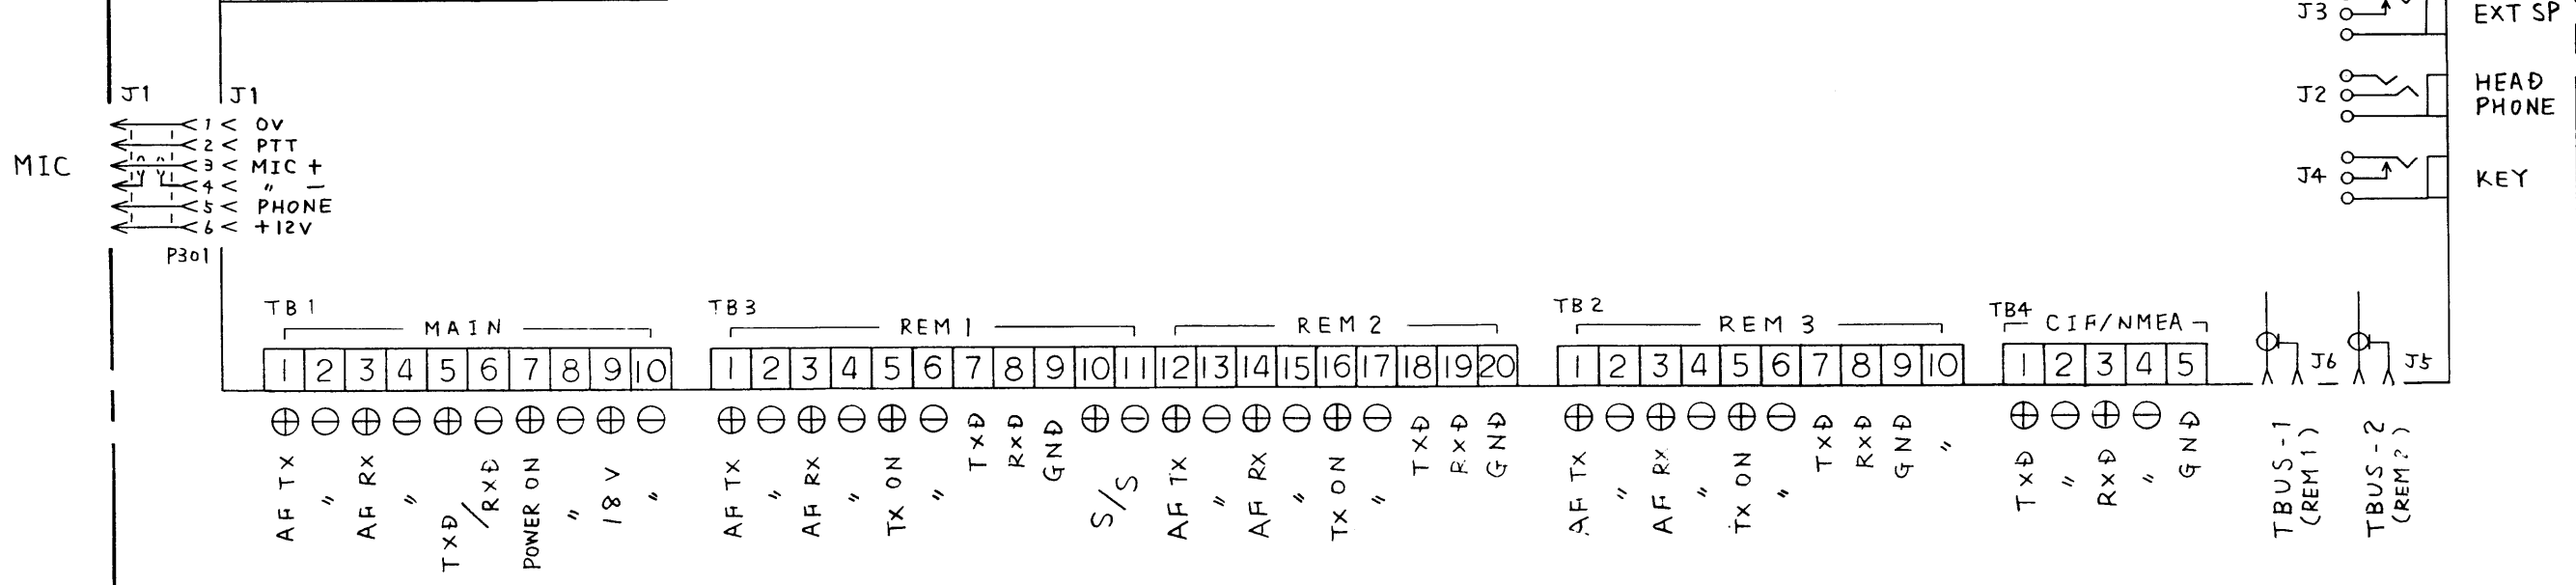 J3 EXT SP
J1 J1
J2 HEAD
PHONE
1 0V
2 PTT
MIC
3 MIC +
4 〃 −
5 PHONE
6 +12V
J4 KEY
P301
TB1 TB3 TB2 TB4
MAIN REM 1 REM 2 REM 3 CIF/NMEA
1 2 3 4 5 6 7 8 9 10
1 2 3 4 5 6 7 8 9 10 11 12 13 14 15 16 17 18 19 20
1 2 3 4 5 6 7 8 9 10
1 2 3 4 5
J6 J5
⊕ ⊖ ⊕ ⊖ ⊕ ⊖ ⊕ ⊖ ⊕ ⊖
AF TX 〃 AF RX 〃 TXD /RXD POWER ON 〃 18V 〃
⊕ ⊖ ⊕ ⊖ ⊕ ⊖ ⊕ ⊖ ⊕ ⊖ ⊕ ⊖ ⊕ ⊖
AF TX 〃 AF RX 〃 TX ON 〃 TXD RXD GND S/S AF TX 〃 AF RX 〃 TX ON 〃 TXD RXD GND
⊕ ⊖ ⊕ ⊖ ⊕ ⊖
AF TX 〃 AF RX 〃 TX ON 〃 TXD RXD GND 〃
⊕ ⊖ ⊕ ⊖
TXD 〃 RXD 〃 GND
TBUS-1
(REM1)
TBUS-2
(REM2)